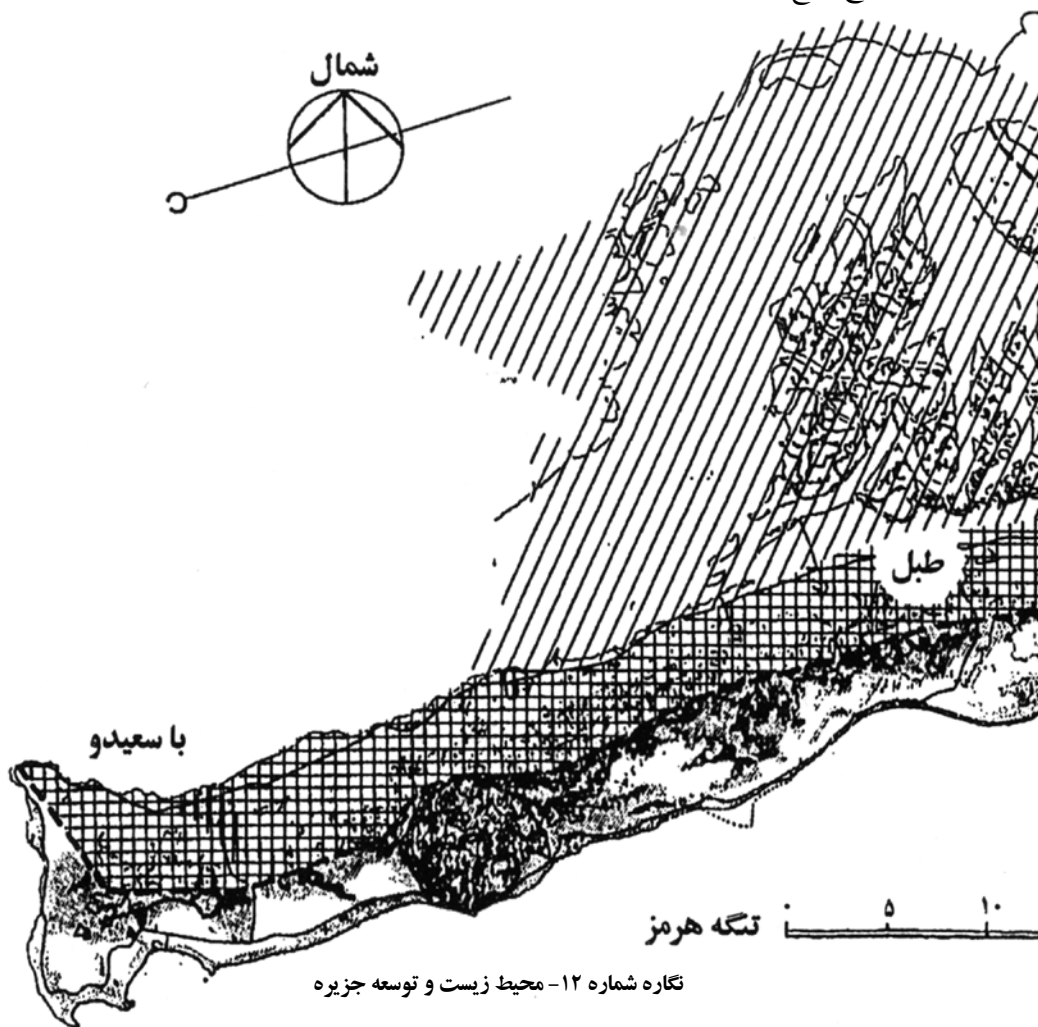 شمال
طبل
با سعیدو
تنگه هرمز
۰ ۵ ۱۰
نگاره شماره ۱۲- محیط زیست و توسعه جزیره